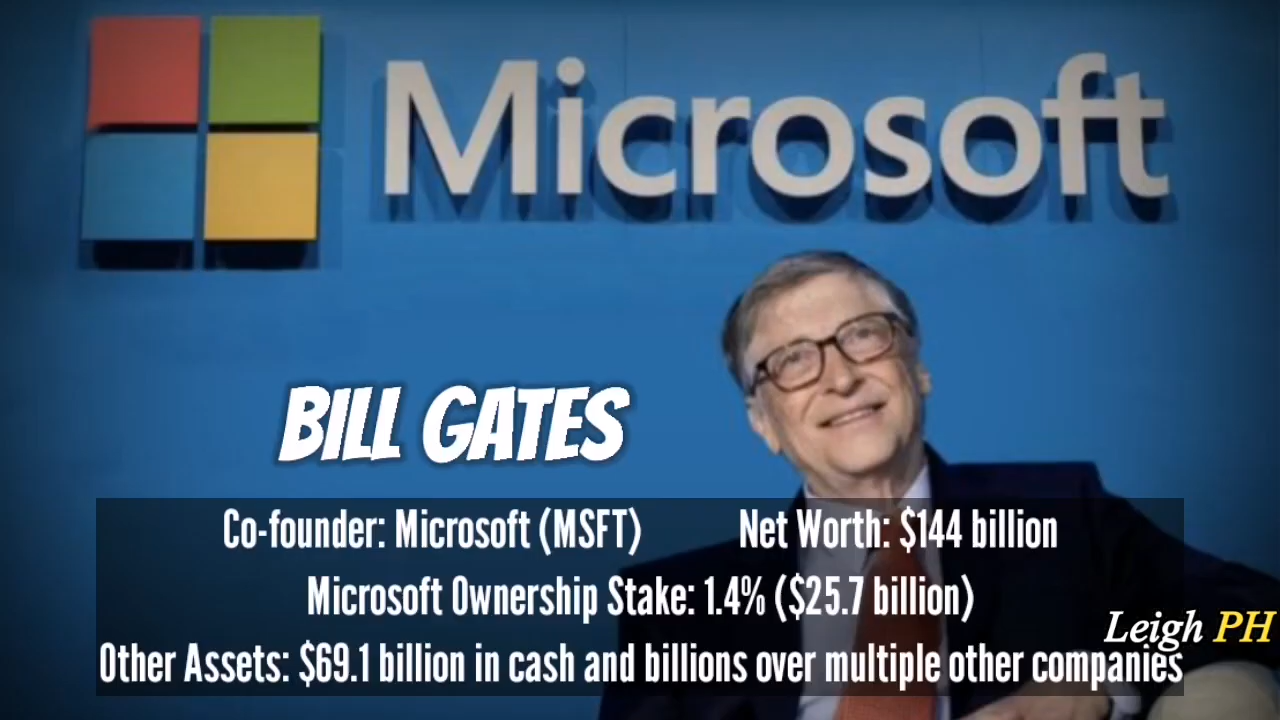 Microsoft
BILL GATES
Co-founder: Microsoft (MSFT) Net Worth: $144 billion
Microsoft Ownership Stake: 1.4% ($25.7 billion)
Leigh PH
Other Assets: $69.1 billion in cash and billions over multiple other companies